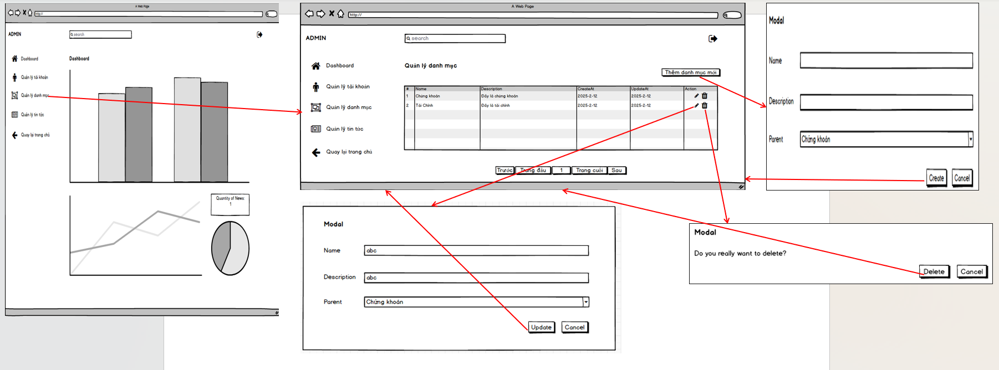 A Web Page
http://
ADMIN
search
Dashboard
Quản lý tài khoản
Quản lý danh mục
Quản lý tin tức
Quay lại trang chủ
Dashboard
Quantity of News:
1
A Web Page
http://
ADMIN
search
Dashboard
Quản lý tài khoản
Quản lý danh mục
Quản lý tin tức
Quay lại trang chủ
Quản lý danh mục
Thêm danh mục mới
# Name Description CreateAt UpdateAt Action
1 Chứng khoán Đây là chứng khoán 2025-2-12 2025-2-12
2 Tài Chính Đây là tài chính 2025-2-12 2025-2-12
Trước Trang đầu 1 Trang cuối Sau
Modal
Name
Description
Parent Chứng khoán
Create Cancel
Modal
Name abc
Description abc
Parent Chứng khoán
Update Cancel
Modal
Do you really want to delete?
Delete Cancel